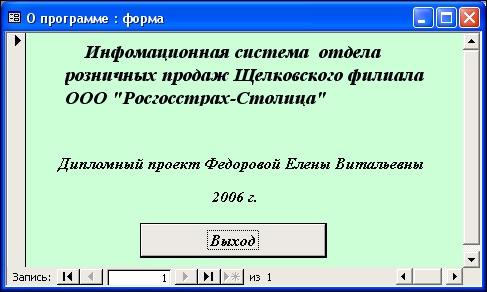 О программе : форма
Инфомационная система отдела
розничных продаж Щелковского филиала
ООО "Росгосстрах-Столица"
Дипломный проект Федоровой Елены Витальевны
2006 г.
Выход
Запись: 1 из 1